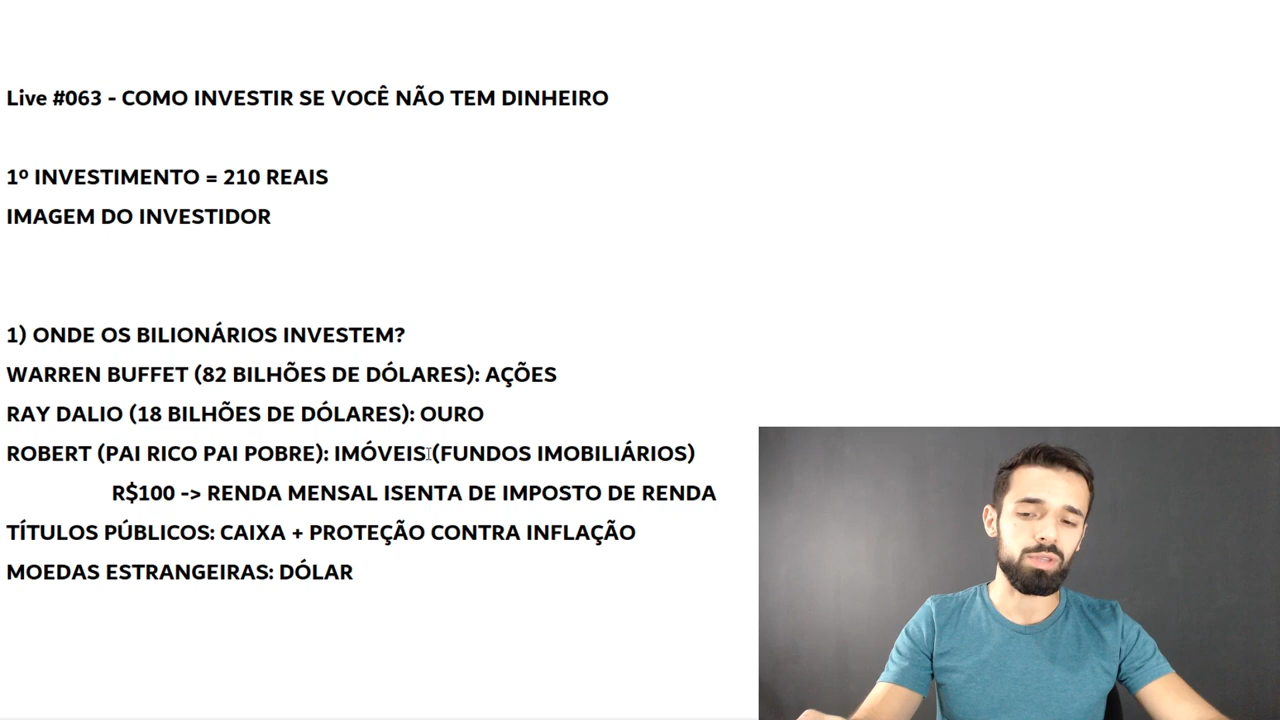 Live #063 - COMO INVESTIR SE VOCÊ NÃO TEM DINHEIRO
1º INVESTIMENTO = 210 REAIS
IMAGEM DO INVESTIDOR
1) ONDE OS BILIONÁRIOS INVESTEM?
WARREN BUFFET (82 BILHÕES DE DÓLARES): AÇÕES
RAY DALIO (18 BILHÕES DE DÓLARES): OURO
ROBERT (PAI RICO PAI POBRE): IMÓVEIS (FUNDOS IMOBILIÁRIOS)
R$100 -> RENDA MENSAL ISENTA DE IMPOSTO DE RENDA
TÍTULOS PÚBLICOS: CAIXA + PROTEÇÃO CONTRA INFLAÇÃO
MOEDAS ESTRANGEIRAS: DÓLAR